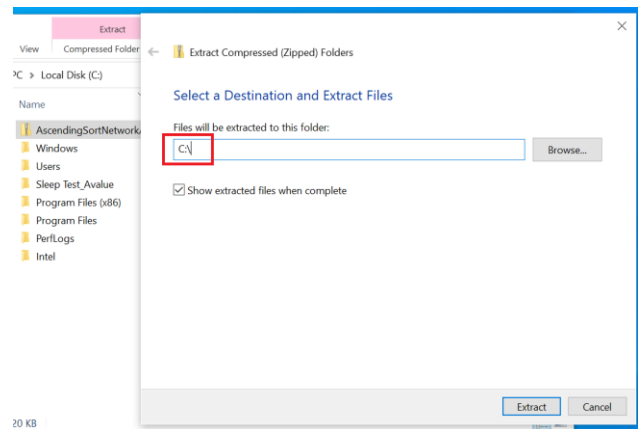 Extract
View Compressed Folder
Extract Compressed (Zipped) Folders
PC > Local Disk (C:)
Select a Destination and Extract Files
Name
Files will be extracted to this folder:
AscendingSortNetwork
C:\
Browse...
Windows
Users
Show extracted files when complete
Sleep Test_Avalue
Program Files (x86)
Program Files
PerfLogs
Intel
Extract Cancel
20 KB